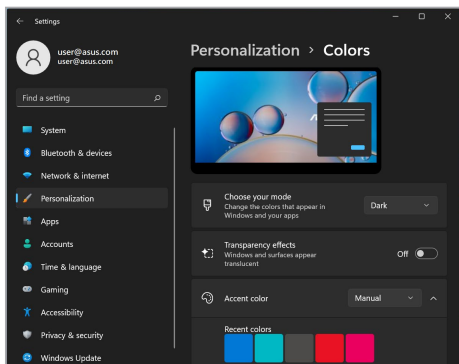 Settings
user@asus.com
user@asus.com
Find a setting
System
Bluetooth & devices
Network & internet
Personalization
Apps
Accounts
Time & language
Gaming
Accessibility
Privacy & security
Windows Update
Personalization > Colors
Choose your mode
Change the colors that appear in
Windows and your apps
Dark
Transparency effects
Windows and surfaces appear
translucent
Off
Accent color
Manual
Recent colors